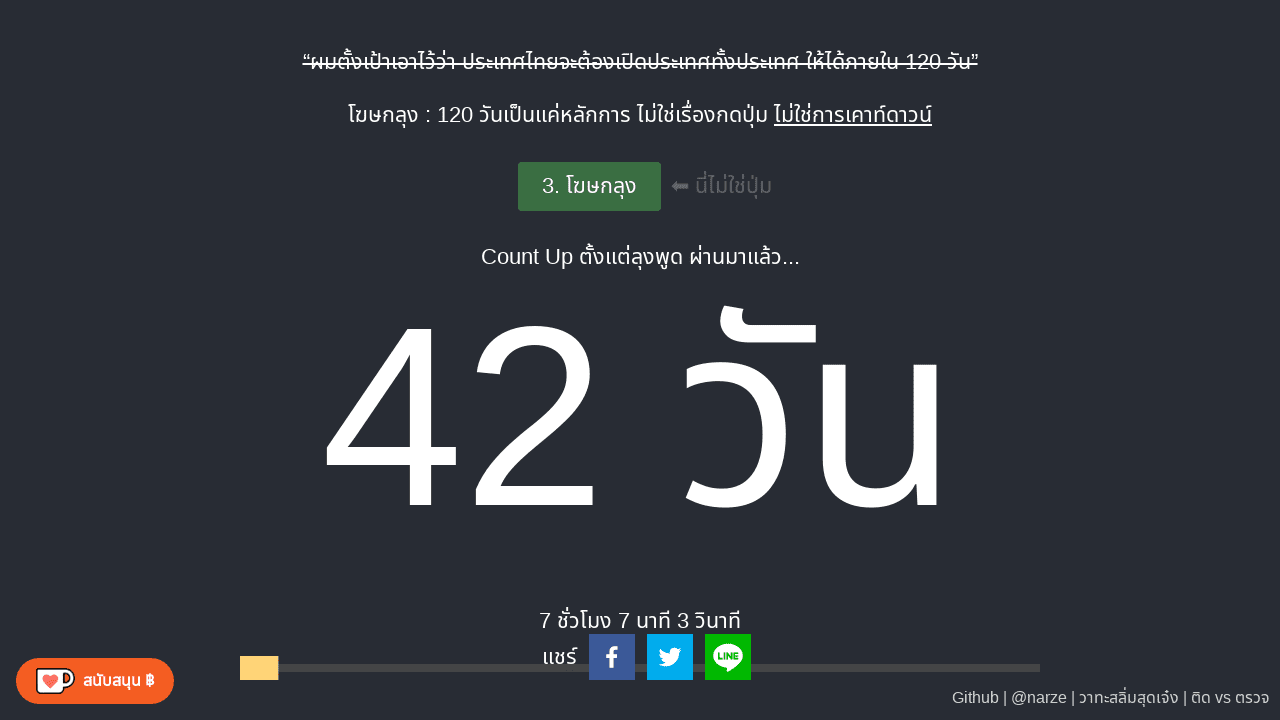 “ผมตั้งเป้าเอาไว้ว่า ประเทศไทยจะต้องเปิดประเทศทั้งประเทศ ให้ได้ภายใน 120 วัน”
โฆษกลุง : 120 วันเป็นแค่หลักการ ไม่ใช่เรื่องกดปุ่ม ไม่ใช่การเคาท์ดาวน์
3. โฆษกลุง ⬅ นี่ไม่ใช่ปุ่ม
Count Up ตั้งแต่ลุงพูด ผ่านมาแล้ว...
42 วัน
7 ชั่วโมง 7 นาที 3 วินาที
แชร์
LINE
สนับสนุน ฿
Github | @narze | วาทะสลิ่มสุดเจ๋ง | ติด vs ตรวจ